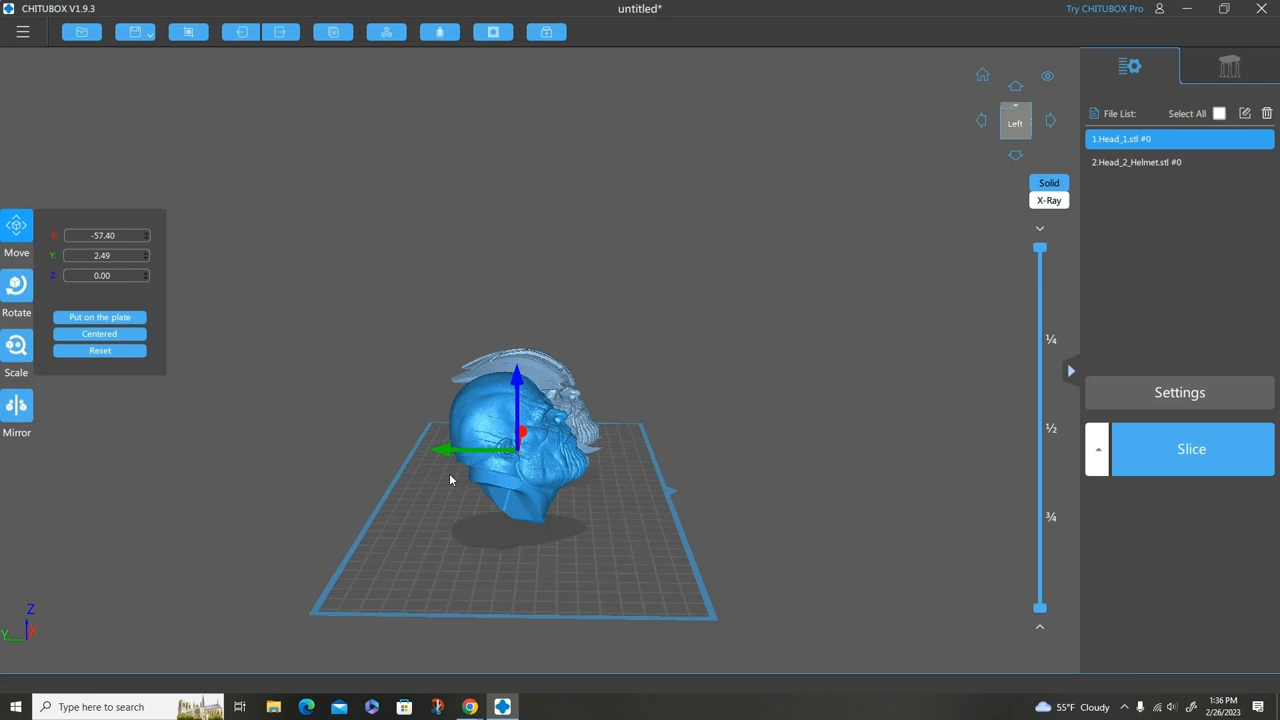 CHITUBOX V1.9.3
untitled*
Try CHITUBOX Pro
Left
File List:
Select All
1.Head_1.stl #0
2.Head_2_Helmet.stl #0
Solid
X-Ray
Move
X: -57.40
Y: 2.49
Z: 0.00
Rotate
Put on the plate
Centered
Reset
Scale
Mirror
¼
½
¾
Settings
Slice
Z
Y
X
Type here to search
55°F Cloudy
1:36 PM
2/26/2023